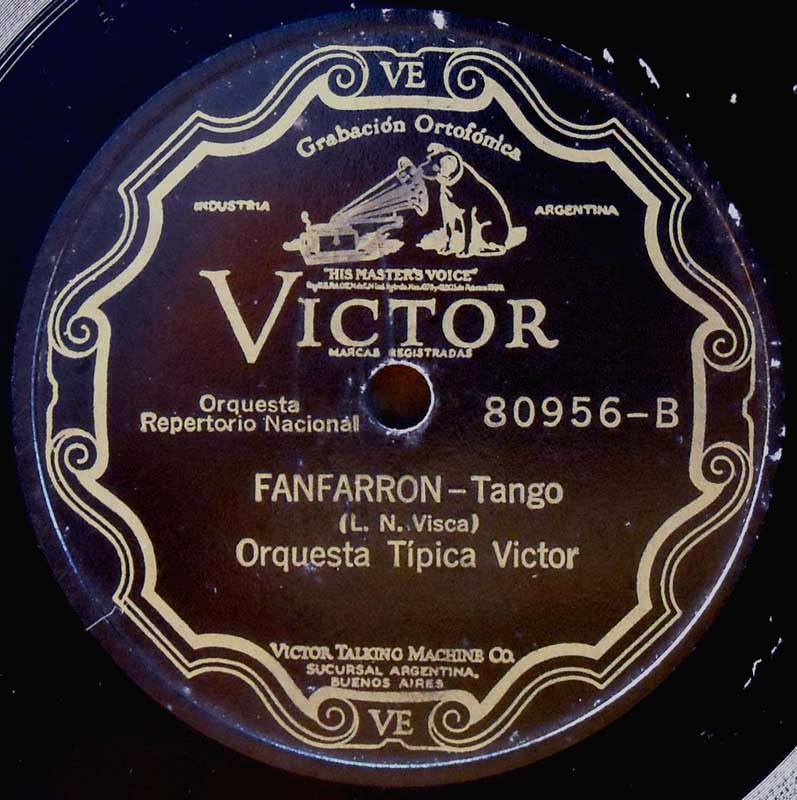 VE
Grabación Ortofónica
INDUSTRIA
ARGENTINA
"HIS MASTER'S VOICE"
VICTOR
MARCAS REGISTRADAS
Orquesta
Repertorio Nacional
80956-B
FANFARRON - Tango
(L. N. Visca)
Orquesta Típica Victor
VICTOR TALKING MACHINE CO.
SUCURSAL ARGENTINA,
BUENOS AIRES
VE